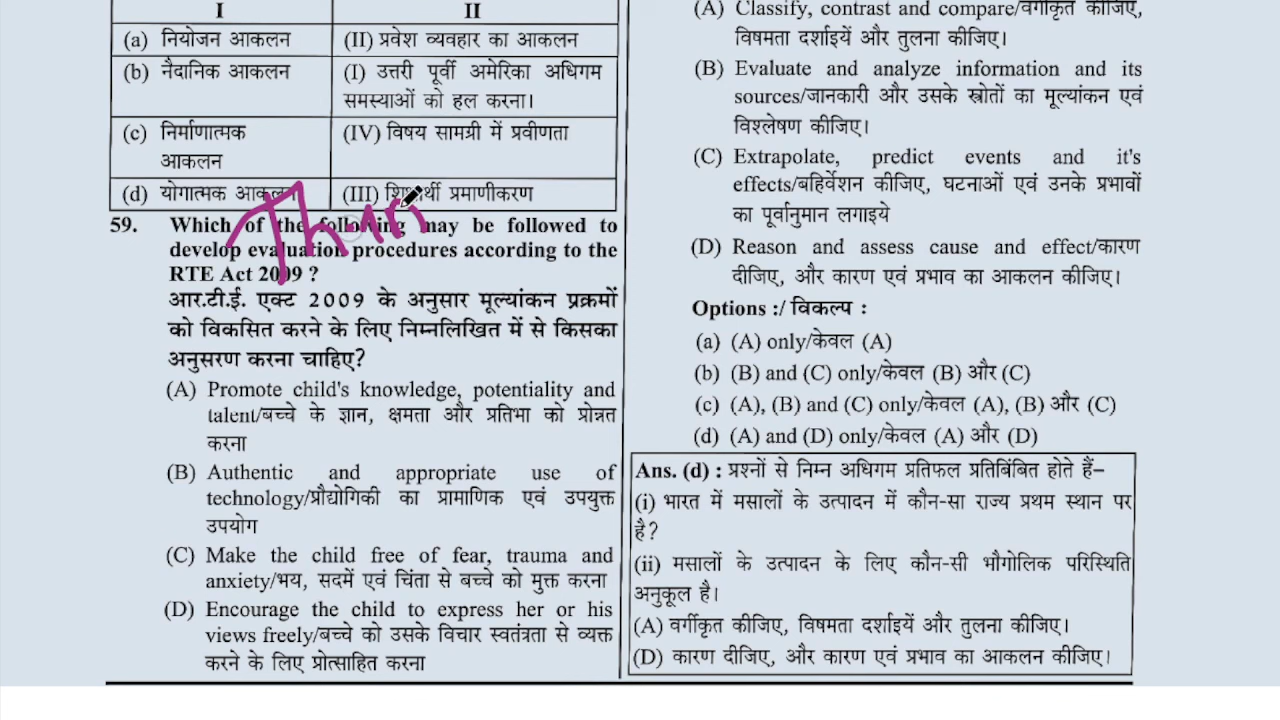 I II
(a) नियोजन आकलन (II) प्रवेश व्यवहार का आकलन
(b) नैदानिक आकलन (I) उत्तरी पूर्वी अमेरिका अधिगम
समस्याओं को हल करना।
(c) निर्माणात्मक (IV) विषय सामग्री में प्रवीणता
आकलन
(d) योगात्मक आकलन (III) शिक्षार्थी प्रमाणीकरण
59. Which of the following may be followed to
develop evaluation procedures according to the
RTE Act 2009 ?
आर.टी.ई. एक्ट 2009 के अनुसार मूल्यांकन प्रक्रमों
को विकसित करने के लिए निम्नलिखित में से किसका
अनुसरण करना चाहिए?
(A) Promote child's knowledge, potentiality and
talent/बच्चे के ज्ञान, क्षमता और प्रतिभा को प्रोन्नत
करना
(B) Authentic and appropriate use of
technology/प्रौद्योगिकी का प्रामाणिक एवं उपयुक्त
उपयोग
(C) Make the child free of fear, trauma and
anxiety/भय, सदमें एवं चिंता से बच्चे को मुक्त करना
(D) Encourage the child to express her or his
views freely/बच्चे को उसके विचार स्वतंत्रता से व्यक्त
करने के लिए प्रोत्साहित करना
(A) Classify, contrast and compare/वर्गीकृत कीजिए,
विषमता दर्शाइयें और तुलना कीजिए।
(B) Evaluate and analyze information and its
sources/जानकारी और उसके स्त्रोतों का मूल्यांकन एवं
विश्लेषण कीजिए।
(C) Extrapolate, predict events and it's
effects/बहिर्वेशन कीजिए, घटनाओं एवं उनके प्रभावों
का पूर्वानुमान लगाइये
(D) Reason and assess cause and effect/कारण
दीजिए, और कारण एवं प्रभाव का आकलन कीजिए।
Options :/ विकल्प :
(a) (A) only/केवल (A)
(b) (B) and (C) only/केवल (B) और (C)
(c) (A), (B) and (C) only/केवल (A), (B) और (C)
(d) (A) and (D) only/केवल (A) और (D)
Ans. (d) : प्रश्नों से निम्न अधिगम प्रतिफल प्रतिबिंबित होते हैं–
(i) भारत में मसालों के उत्पादन में कौन-सा राज्य प्रथम स्थान पर
है?
(ii) मसालों के उत्पादन के लिए कौन-सी भौगोलिक परिस्थिति
अनुकूल है।
(A) वर्गीकृत कीजिए, विषमता दर्शाइयें और तुलना कीजिए।
(D) कारण दीजिए, और कारण एवं प्रभाव का आकलन कीजिए।